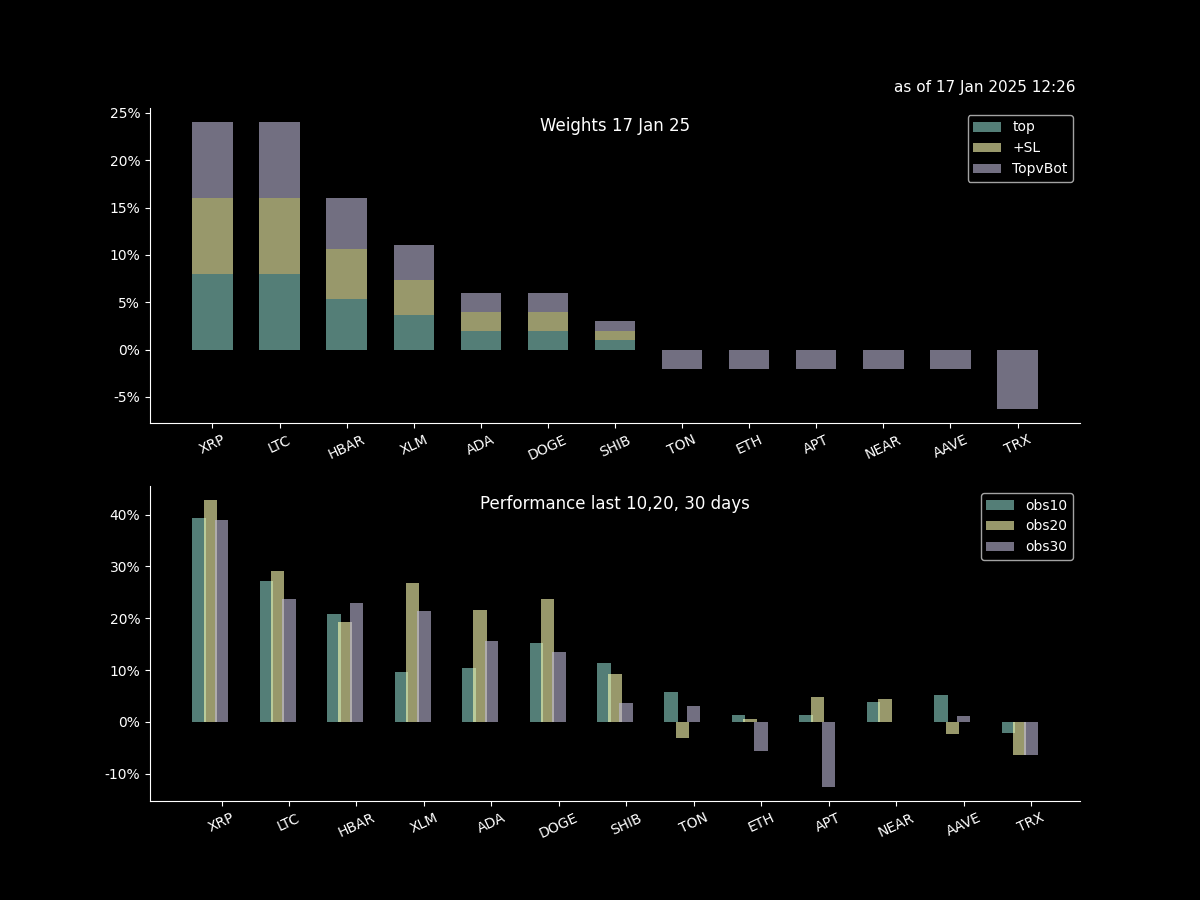 as of 17 Jan 2025 12:26
Weights 17 Jan 25
top
+SL
TopvBot
25%
20%
15%
10%
5%
0%
-5%
XRP LTC HBAR XLM ADA DOGE SHIB TON ETH APT NEAR AAVE TRX
Performance last 10,20, 30 days
obs10
obs20
obs30
40%
30%
20%
10%
0%
-10%
XRP LTC HBAR XLM ADA DOGE SHIB TON ETH APT NEAR AAVE TRX